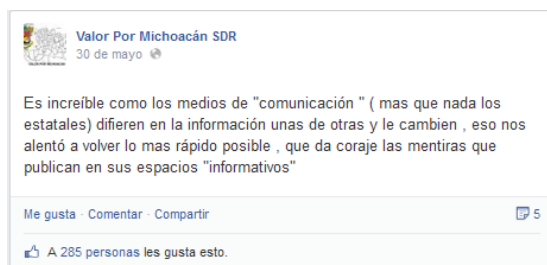 Valor Por Michoacán SDR
30 de mayo
Es increíble como los medios de "comunicación " ( mas que nada los
estatales) difieren en la información unas de otras y le cambien , eso nos
alentó a volver lo mas rápido posible , que da coraje las mentiras que
publican en sus espacios "informativos"
Me gusta · Comentar · Compartir
5
A 285 personas les gusta esto.